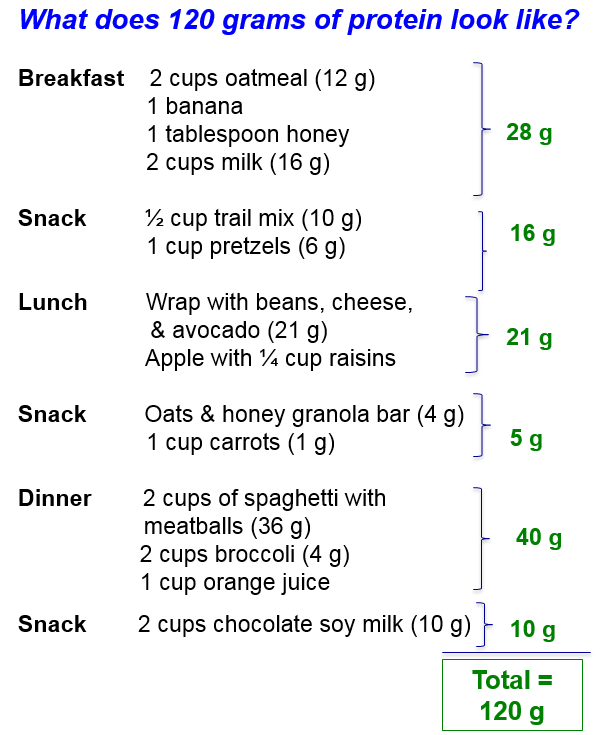 What does 120 grams of protein look like?
Breakfast 2 cups oatmeal (12 g)
1 banana
1 tablespoon honey
2 cups milk (16 g)
28 g
Snack ½ cup trail mix (10 g)
1 cup pretzels (6 g)
16 g
Lunch Wrap with beans, cheese,
& avocado (21 g)
Apple with ¼ cup raisins
21 g
Snack Oats & honey granola bar (4 g)
1 cup carrots (1 g)
5 g
Dinner 2 cups of spaghetti with
meatballs (36 g)
2 cups broccoli (4 g)
1 cup orange juice
40 g
Snack 2 cups chocolate soy milk (10 g)
10 g
Total =
120 g